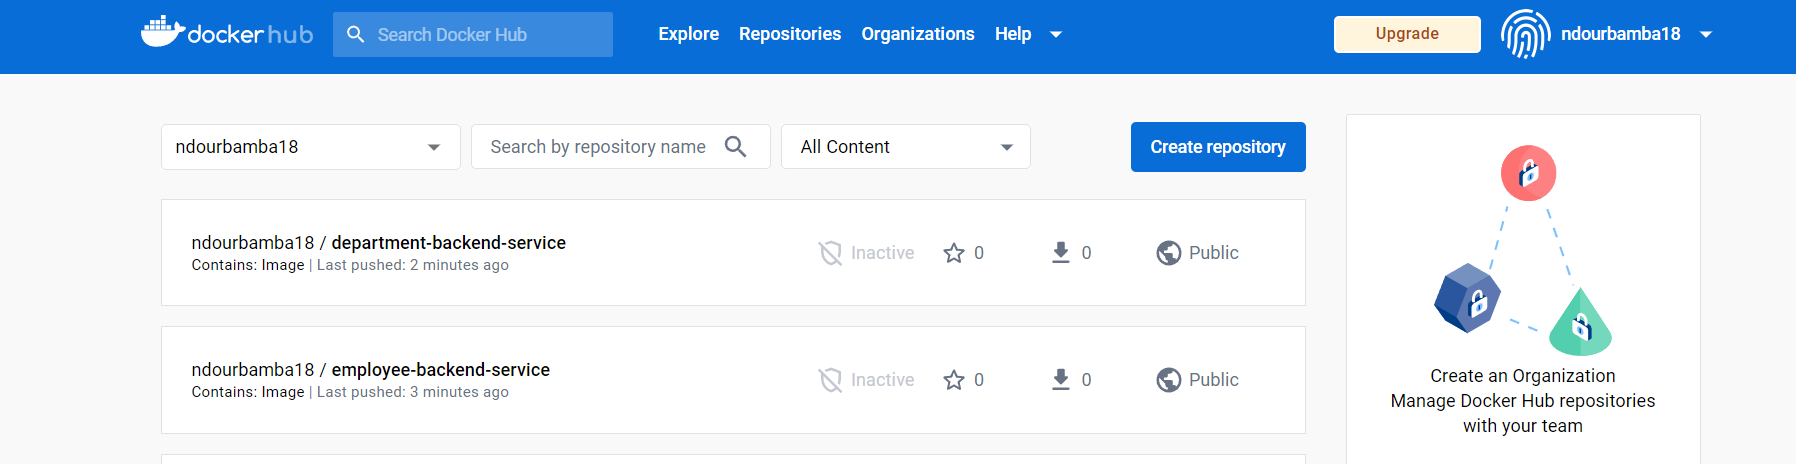 docker hub
Search Docker Hub
Explore
Repositories
Organizations
Help
Upgrade
ndourbamba18
ndourbamba18
Search by repository name
All Content
Create repository
ndourbamba18 / department-backend-service
Contains: Image | Last pushed: 2 minutes ago
Inactive
0
0
Public
ndourbamba18 / employee-backend-service
Contains: Image | Last pushed: 3 minutes ago
Inactive
0
0
Public
Create an Organization
Manage Docker Hub repositories
with your team